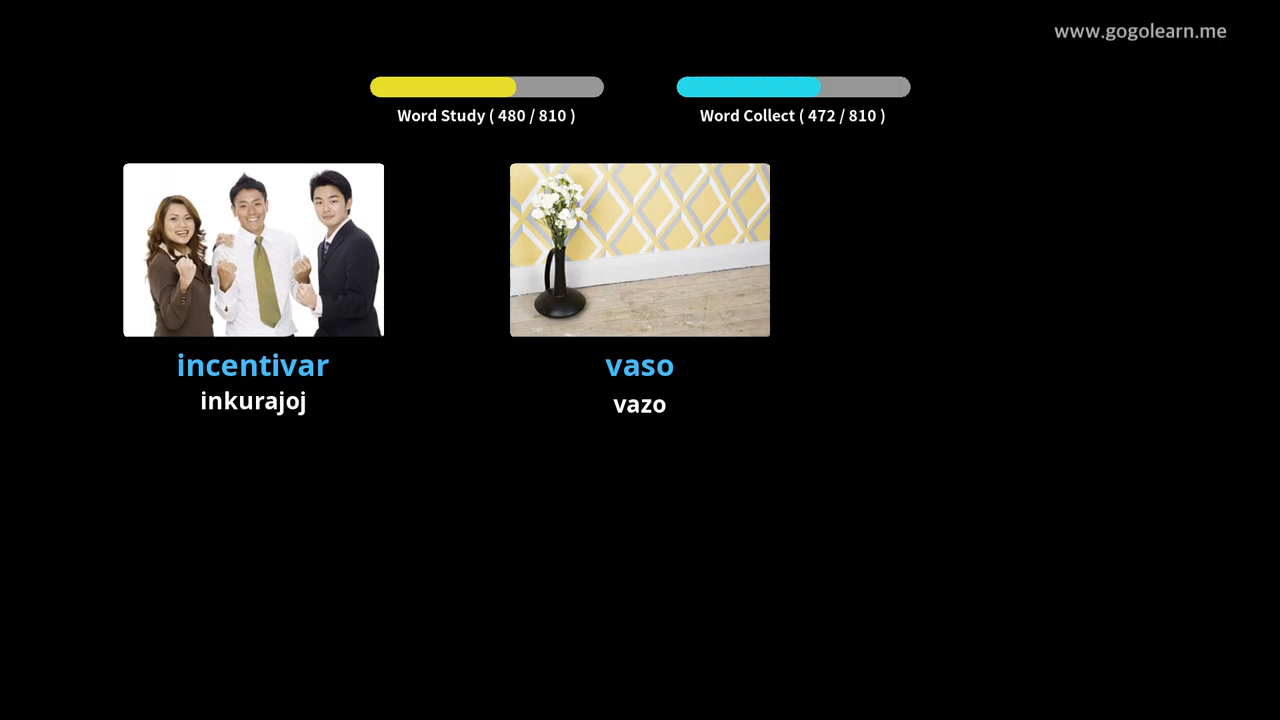 www.gogolearn.me
Word Study ( 480 / 810 )
Word Collect ( 472 / 810 )
incentivar
inkurajoj
vaso
vazo